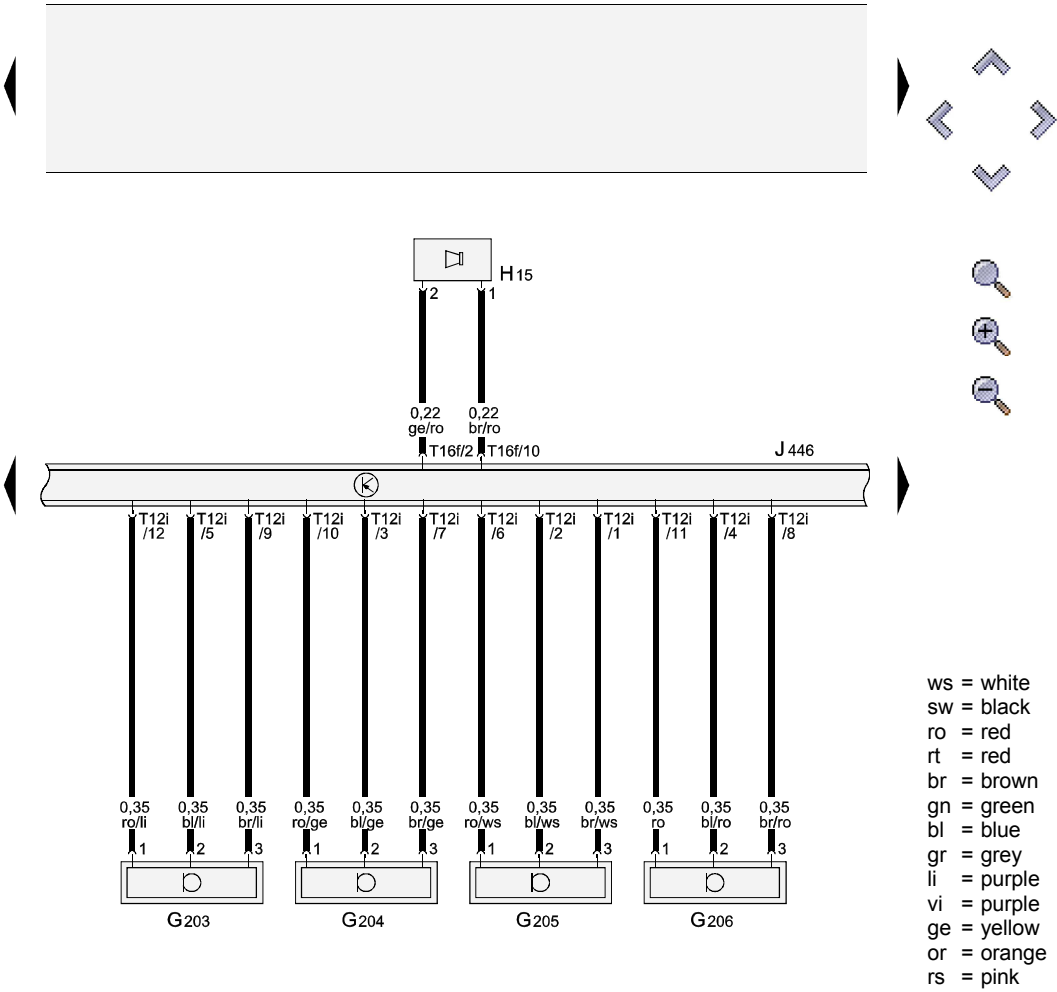 H15
2 1
0,22 0,22
ge/ro br/ro
T16f/2 T16f/10
J446
T12i T12i T12i T12i T12i T12i T12i T12i T12i T12i T12i T12i
/12 /5 /9 /10 /3 /7 /6 /2 /1 /11 /4 /8
0,35 0,35 0,35 0,35 0,35 0,35 0,35 0,35 0,35 0,35 0,35 0,35
ro/li bl/li br/li ro/ge bl/ge br/ge ro/ws bl/ws br/ws ro bl/ro br/ro
1 2 3 1 2 3 1 2 3 1 2 3
G203 G204 G205 G206
ws = white
sw = black
ro = red
rt = red
br = brown
gn = green
bl = blue
gr = grey
li = purple
vi = purple
ge = yellow
or = orange
rs = pink